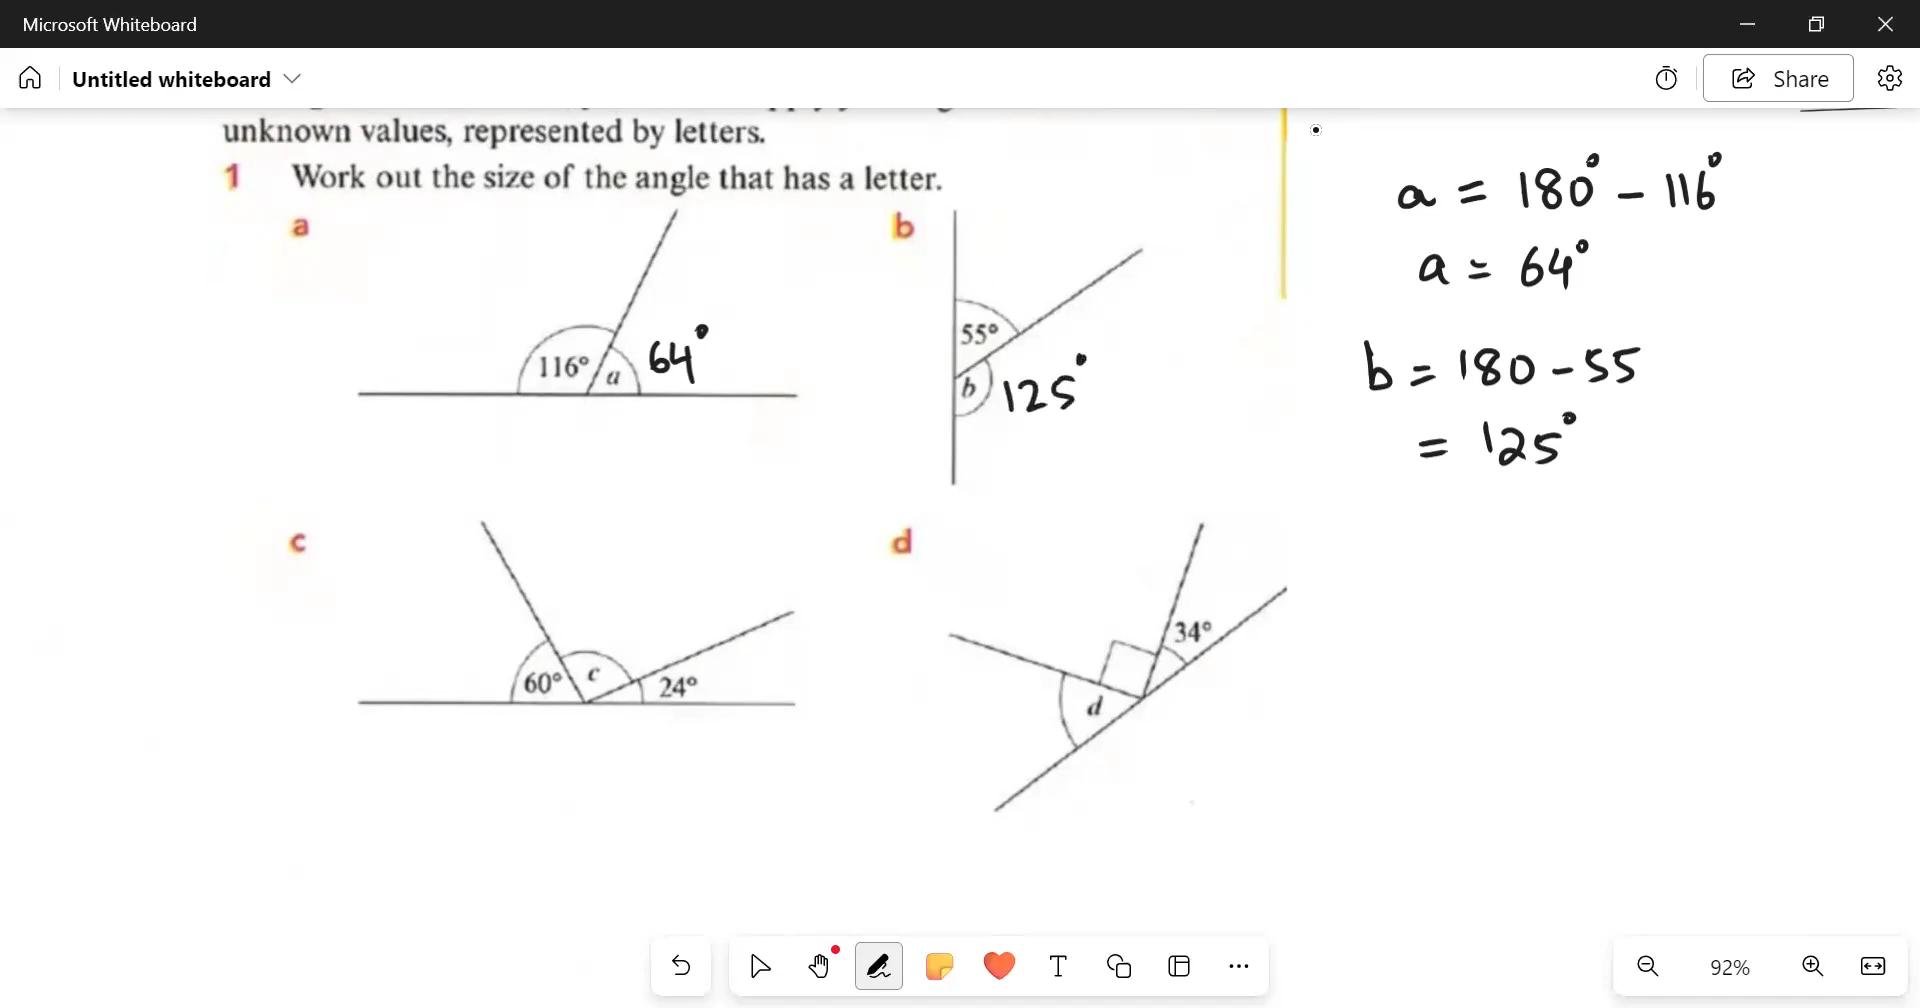 Microsoft Whiteboard
Untitled whiteboard
Share
unknown values, represented by letters.
1 Work out the size of the angle that has a letter.
a
116°
a
64°
b
55°
b
125°
a = 180° - 116°
a = 64°
b = 180 - 55
= 125°
c
60°
c
24°
d
34°
d
92%